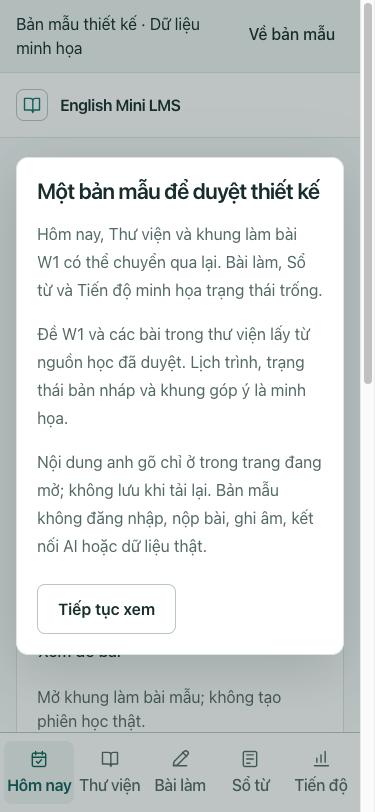 Bản mẫu thiết kế · Dữ liệu
minh họa
Về bản mẫu
English Mini LMS
Một bản mẫu để duyệt thiết kế
Hôm nay, Thư viện và khung làm bài
W1 có thể chuyển qua lại. Bài làm, Sổ
từ và Tiến độ minh họa trạng thái trống.
Đề W1 và các bài trong thư viện lấy từ
nguồn học đã duyệt. Lịch trình, trạng
thái bản nháp và khung góp ý là minh
họa.
Nội dung anh gõ chỉ ở trong trang đang
mở; không lưu khi tải lại. Bản mẫu
không đăng nhập, nộp bài, ghi âm, kết
nối AI hoặc dữ liệu thật.
Tiếp tục xem
Mở khung làm bài mẫu; không tạo
phiên học thật.
Hôm nay
Thư viện
Bài làm
Sổ từ
Tiến độ